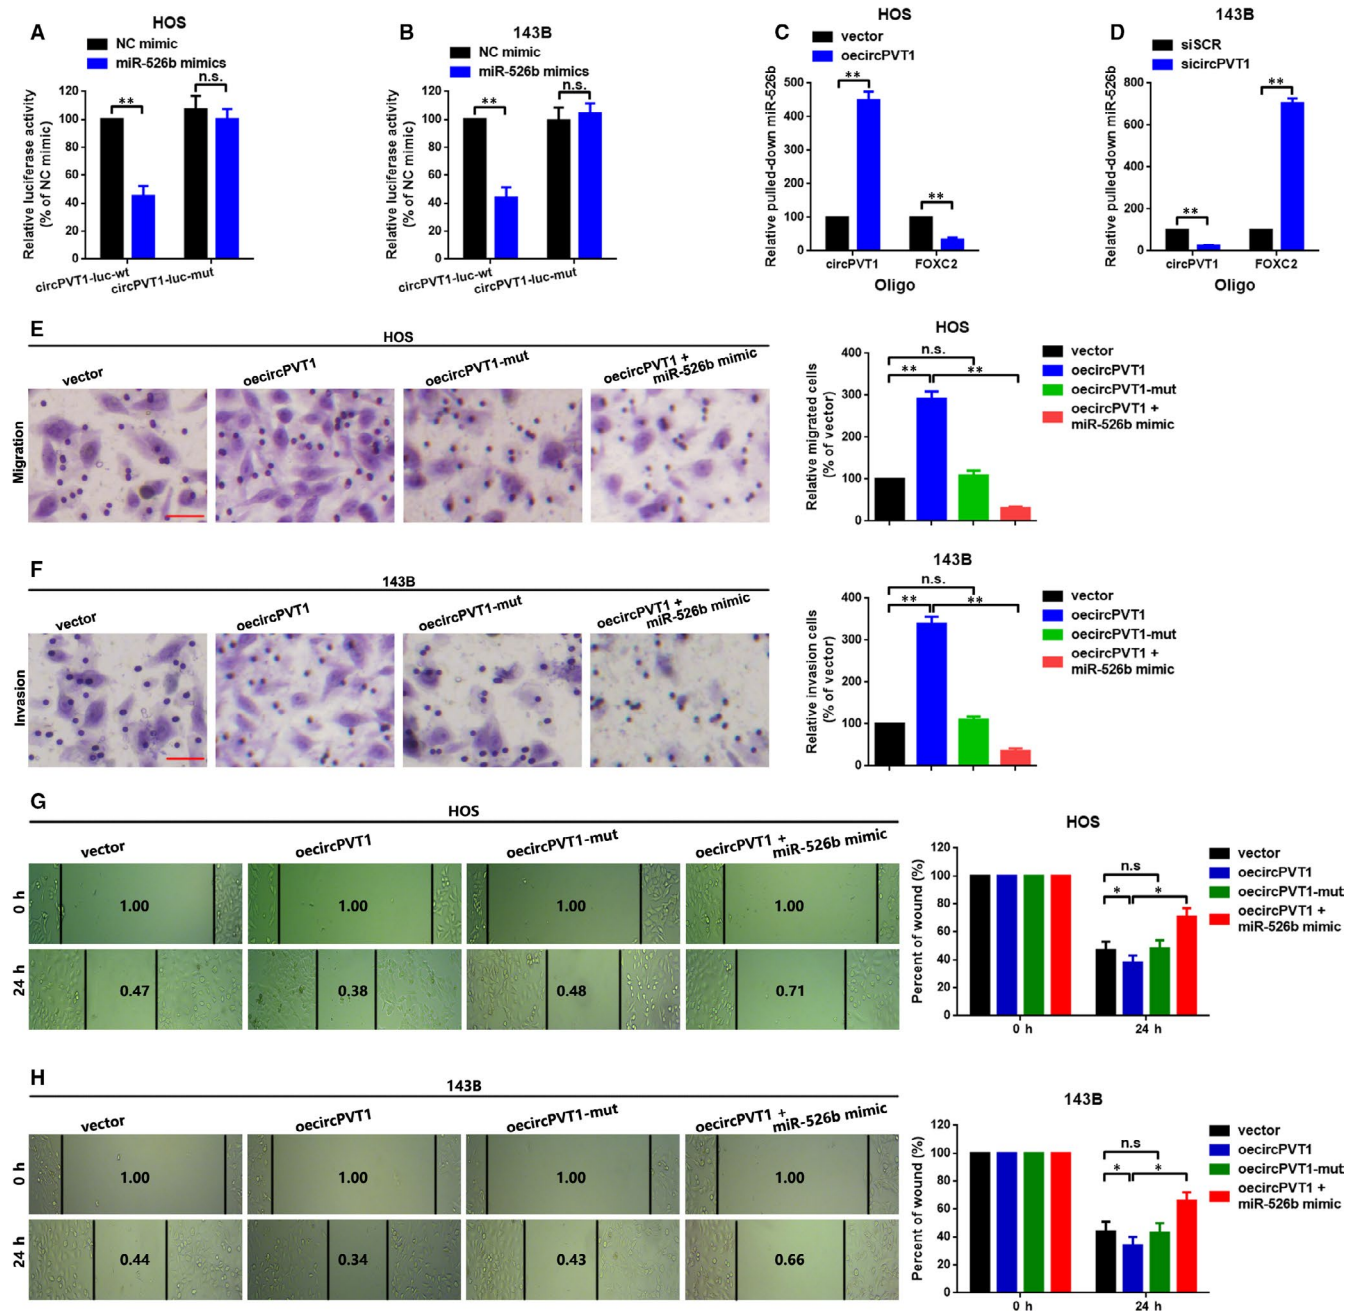 A
HOS
NC mimic
miR-526b mimics
Relative luciferase activity
(% of NC mimic)
120
100
80
60
40
20
0
**
n.s.
circPVT1-luc-wt
circPVT1-luc-mut
B
143B
NC mimic
miR-526b mimics
Relative luciferase activity
(% of NC mimic)
120
100
80
60
40
20
0
**
n.s.
circPVT1-luc-wt
circPVT1-luc-mut
C
HOS
vector
oecircPVT1
Relative pulled-down miR-526b
500
400
300
200
100
0
**
**
circPVT1
FOXC2
Oligo
D
143B
siSCR
sicircPVT1
Relative pulled-down miR-526b
800
600
400
200
0
**
**
circPVT1
FOXC2
Oligo
E
HOS
vector
oecircPVT1
oecircPVT1-mut
oecircPVT1 +
miR-526b mimic
Migration
HOS
Relative migrated cells
(% of vector)
400
300
200
100
0
n.s.
**
**
vector
oecircPVT1
oecircPVT1-mut
oecircPVT1 +
miR-526b mimic
F
143B
vector
oecircPVT1
oecircPVT1-mut
oecircPVT1 +
miR-526b mimic
Invasion
143B
Relative invasion cells
(% of vector)
400
300
200
100
0
n.s.
**
**
vector
oecircPVT1
oecircPVT1-mut
oecircPVT1 +
miR-526b mimic
G
HOS
vector
oecircPVT1
oecircPVT1-mut
oecircPVT1 +
miR-526b mimic
0 h
1.00
1.00
1.00
1.00
24 h
0.47
0.38
0.48
0.71
HOS
Percent of wound (%)
120
100
80
60
40
20
0
n.s
*
*
0 h
24 h
vector
oecircPVT1
oecircPVT1-mut
oecircPVT1 +
miR-526b mimic
H
143B
vector
oecircPVT1
oecircPVT1-mut
oecircPVT1 +
miR-526b mimic
0 h
1.00
1.00
1.00
1.00
24 h
0.44
0.34
0.43
0.66
143B
Percent of wound (%)
120
100
80
60
40
20
0
n.s
*
*
0 h
24 h
vector
oecircPVT1
oecircPVT1-mut
oecircPVT1 +
miR-526b mimic